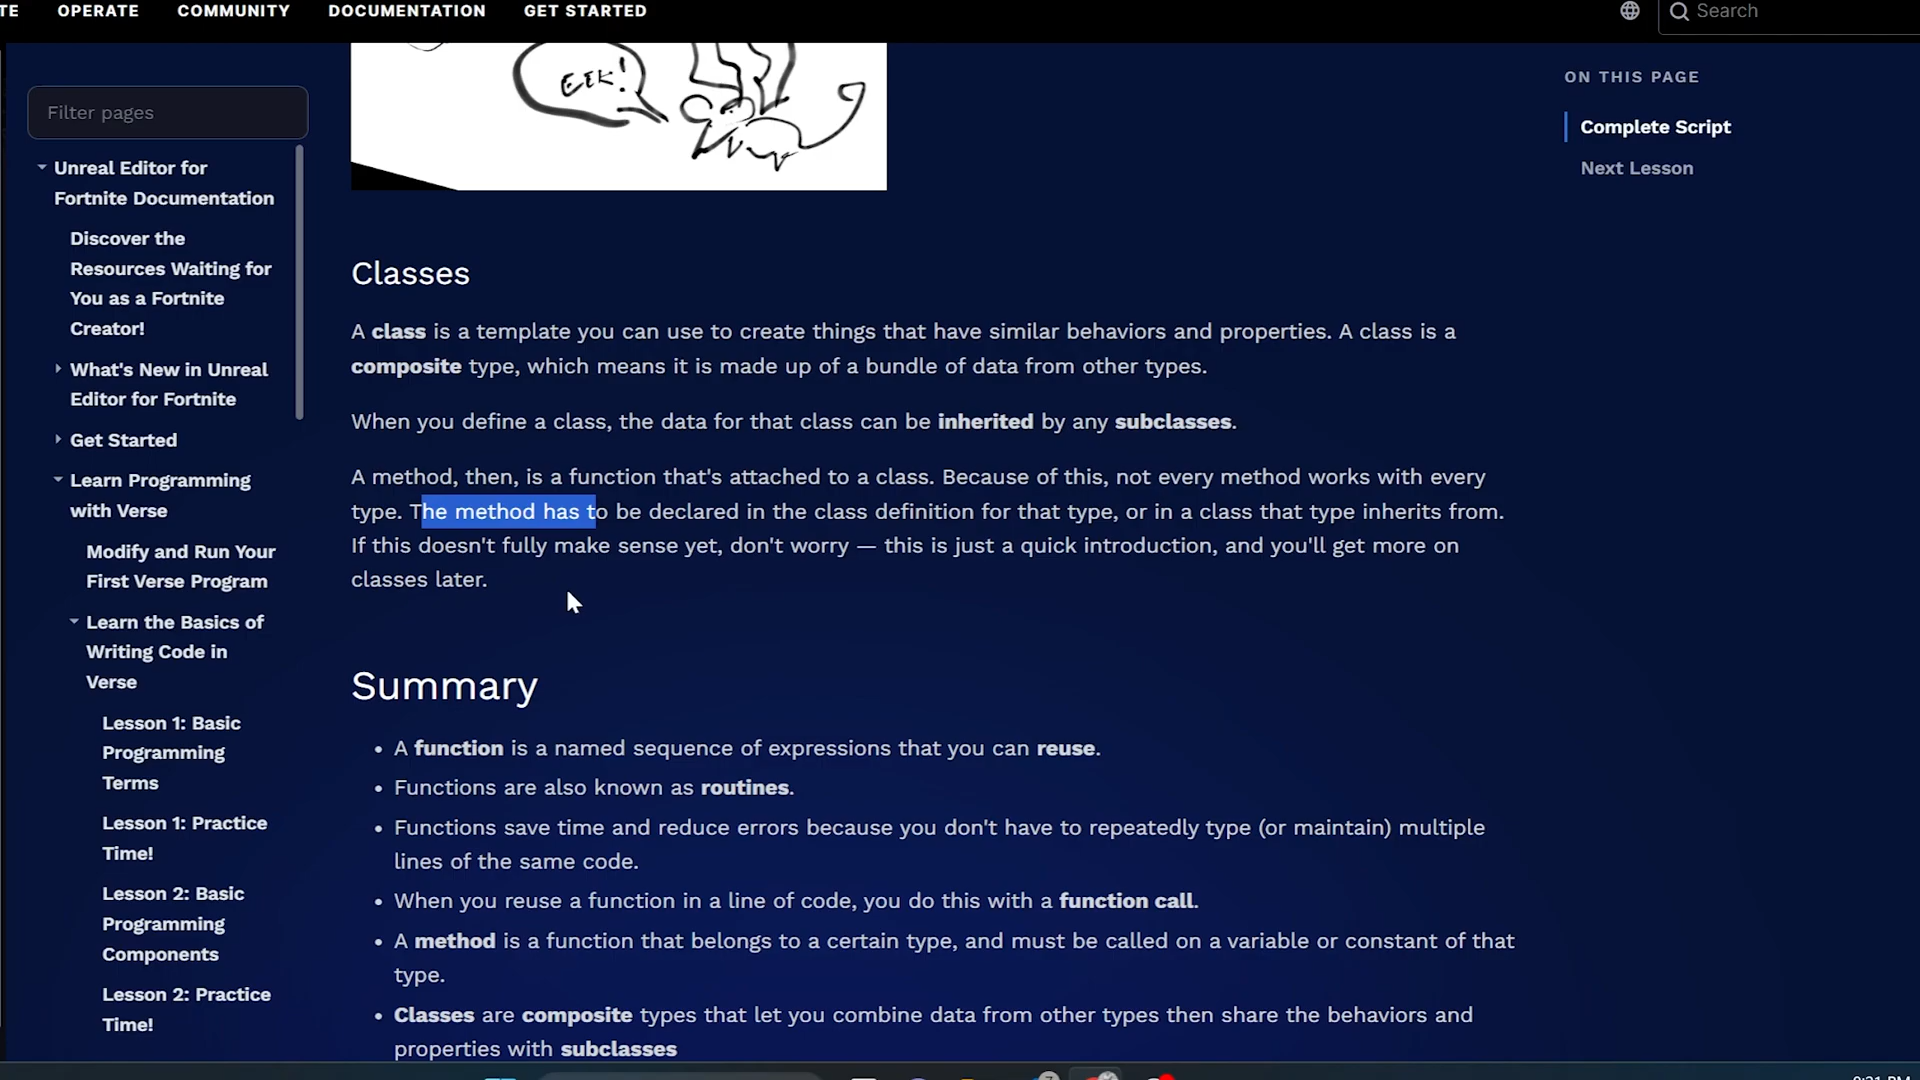 OPERATE
COMMUNITY
DOCUMENTATION
GET STARTED
Search
EEK!
Filter pages
Unreal Editor for
Fortnite Documentation
Discover the
Resources Waiting for
You as a Fortnite
Creator!
What's New in Unreal
Editor for Fortnite
Get Started
Learn Programming
with Verse
Modify and Run Your
First Verse Program
Learn the Basics of
Writing Code in
Verse
Lesson 1: Basic
Programming
Terms
Lesson 1: Practice
Time!
Lesson 2: Basic
Programming
Components
Lesson 2: Practice
Time!
Classes
A class is a template you can use to create things that have similar behaviors and properties. A class is a
composite type, which means it is made up of a bundle of data from other types.
When you define a class, the data for that class can be inherited by any subclasses.
A method, then, is a function that's attached to a class. Because of this, not every method works with every
type. The method has to be declared in the class definition for that type, or in a class that type inherits from.
If this doesn't fully make sense yet, don't worry — this is just a quick introduction, and you'll get more on
classes later.
Summary
• A function is a named sequence of expressions that you can reuse.
• Functions are also known as routines.
• Functions save time and reduce errors because you don't have to repeatedly type (or maintain) multiple
lines of the same code.
• When you reuse a function in a line of code, you do this with a function call.
• A method is a function that belongs to a certain type, and must be called on a variable or constant of that
type.
• Classes are composite types that let you combine data from other types then share the behaviors and
properties with subclasses
ON THIS PAGE
Complete Script
Next Lesson